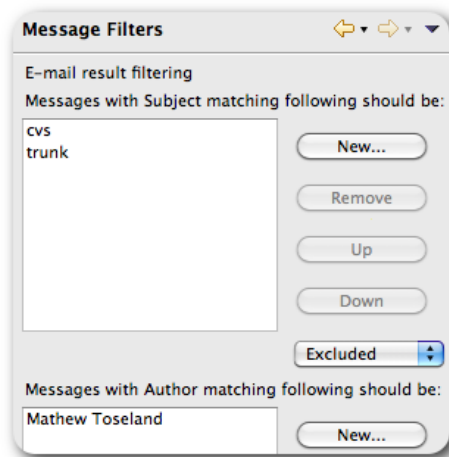 Message Filters
E-mail result filtering
Messages with Subject matching following should be:
cvs
trunk
New...
Remove
Up
Down
Excluded
Messages with Author matching following should be:
Mathew Toseland
New...